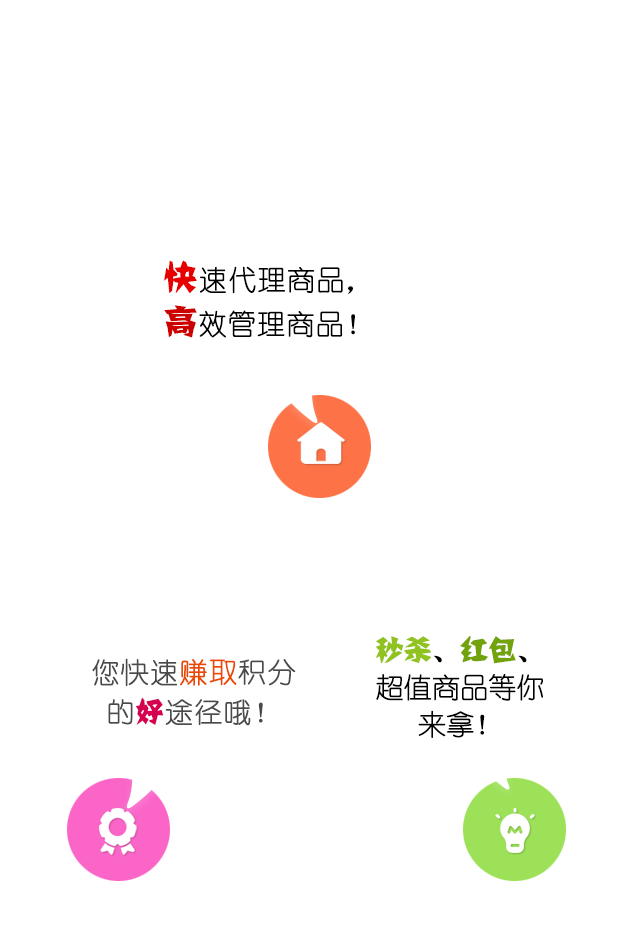 快速代理商品，
高效管理商品！
您快速赚取积分
的好途径哦！
秒杀、红包、
超值商品等你
来拿！